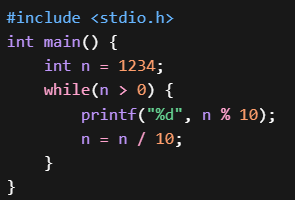 #include <stdio.h>
int main() {
    int n = 1234;
    while(n > 0) {
        printf("%d", n % 10);
        n = n / 10;
    }
}